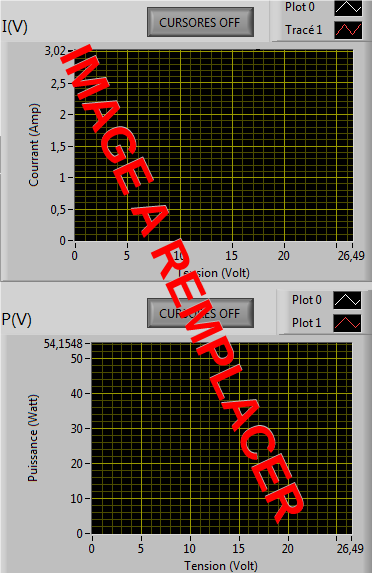 I(V)
CURSORES OFF
Plot 0
Tracé 1
3,02
2,5
2
1,5
1
0,5
0
Courrant (Amp)
0
5
10
15
20
26,49
Tension (Volt)
IMAGE A REMPLACER
P(V)
CURSORES OFF
Plot 0
Plot 1
54,1548
50
40
30
20
10
0
Puissance (Watt)
0
5
10
15
20
26,49
Tension (Volt)